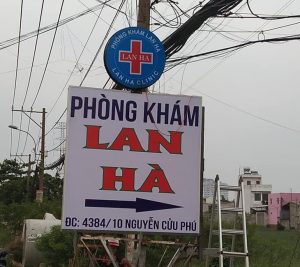 PHÒNG KHÁM LAN HÀ
LAN HÀ
LAN HA CLINIC
PHÒNG KHÁM
LAN
HÀ
ĐC: 4384/10 NGUYỄN CỬU PHÚ